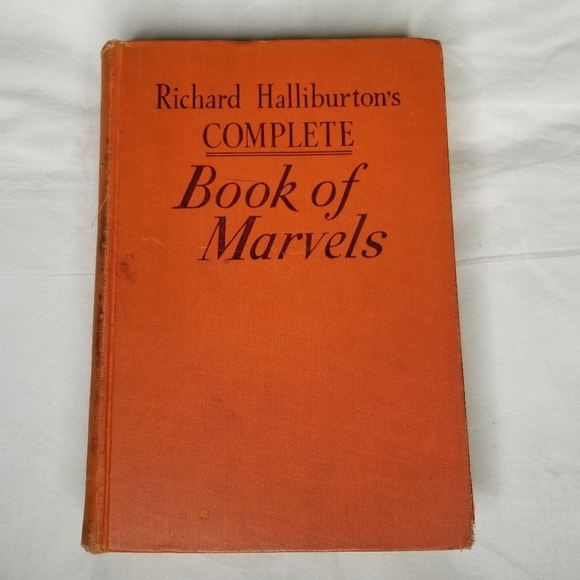 Richard Halliburton's
COMPLETE
Book of
Marvels